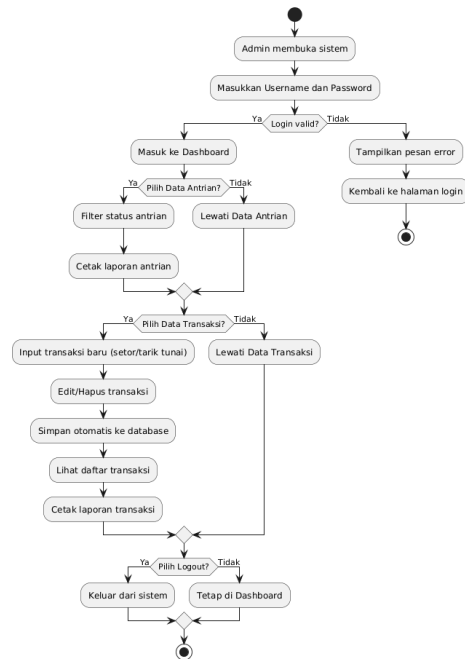 Admin membuka sistem
Masukkan Username dan Password
Ya
Login valid?
Tidak
Masuk ke Dashboard
Tampilkan pesan error
Ya
Pilih Data Antrian?
Tidak
Kembali ke halaman login
Filter status antrian
Lewati Data Antrian
Cetak laporan antrian
Ya
Pilih Data Transaksi?
Tidak
Input transaksi baru (setor/tarik tunai)
Lewati Data Transaksi
Edit/Hapus transaksi
Simpan otomatis ke database
Lihat daftar transaksi
Cetak laporan transaksi
Ya
Pilih Logout?
Tidak
Keluar dari sistem
Tetap di Dashboard